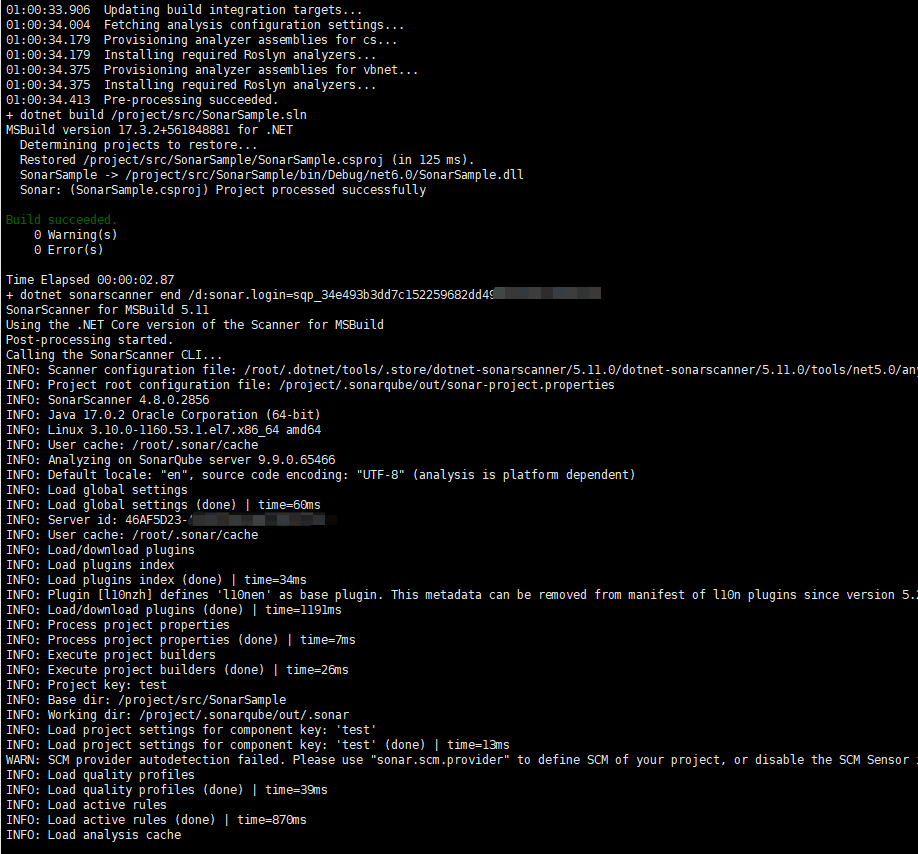 01:00:33.906  Updating build integration targets...
01:00:34.004  Fetching analysis configuration settings...
01:00:34.179  Provisioning analyzer assemblies for cs...
01:00:34.179  Installing required Roslyn analyzers...
01:00:34.375  Provisioning analyzer assemblies for vbnet...
01:00:34.375  Installing required Roslyn analyzers...
01:00:34.413  Pre-processing succeeded.
+ dotnet build /project/src/SonarSample.sln
MSBuild version 17.3.2+561848881 for .NET
  Determining projects to restore...
  Restored /project/src/SonarSample/SonarSample.csproj (in 125 ms).
  SonarSample -> /project/src/SonarSample/bin/Debug/net6.0/SonarSample.dll
  Sonar: (SonarSample.csproj) Project processed successfully

Build succeeded.
    0 Warning(s)
    0 Error(s)

Time Elapsed 00:00:02.87
+ dotnet sonarscanner end /d:sonar.login=sqp_34e493b3dd7c152259682dd49
SonarScanner for MSBuild 5.11
Using the .NET Core version of the Scanner for MSBuild
Post-processing started.
Calling the SonarScanner CLI...
INFO: Scanner configuration file: /root/.dotnet/tools/.store/dotnet-sonarscanner/5.11.0/dotnet-sonarscanner/5.11.0/tools/net5.0/any
INFO: Project root configuration file: /project/.sonarqube/out/sonar-project.properties
INFO: SonarScanner 4.8.0.2856
INFO: Java 17.0.2 Oracle Corporation (64-bit)
INFO: Linux 3.10.0-1160.53.1.el7.x86_64 amd64
INFO: User cache: /root/.sonar/cache
INFO: Analyzing on SonarQube server 9.9.0.65466
INFO: Default locale: "en", source code encoding: "UTF-8" (analysis is platform dependent)
INFO: Load global settings
INFO: Load global settings (done) | time=60ms
INFO: Server id: 46AF5D23-
INFO: User cache: /root/.sonar/cache
INFO: Load/download plugins
INFO: Load plugins index
INFO: Load plugins index (done) | time=34ms
INFO: Plugin [l10nzh] defines 'l10nen' as base plugin. This metadata can be removed from manifest of l10n plugins since version 5.2
INFO: Load/download plugins (done) | time=1191ms
INFO: Process project properties
INFO: Process project properties (done) | time=7ms
INFO: Execute project builders
INFO: Execute project builders (done) | time=26ms
INFO: Project key: test
INFO: Base dir: /project/src/SonarSample
INFO: Working dir: /project/.sonarqube/out/.sonar
INFO: Load project settings for component key: 'test'
INFO: Load project settings for component key: 'test' (done) | time=13ms
WARN: SCM provider autodetection failed. Please use "sonar.scm.provider" to define SCM of your project, or disable the SCM Sensor
INFO: Load quality profiles
INFO: Load quality profiles (done) | time=39ms
INFO: Load active rules
INFO: Load active rules (done) | time=870ms
INFO: Load analysis cache